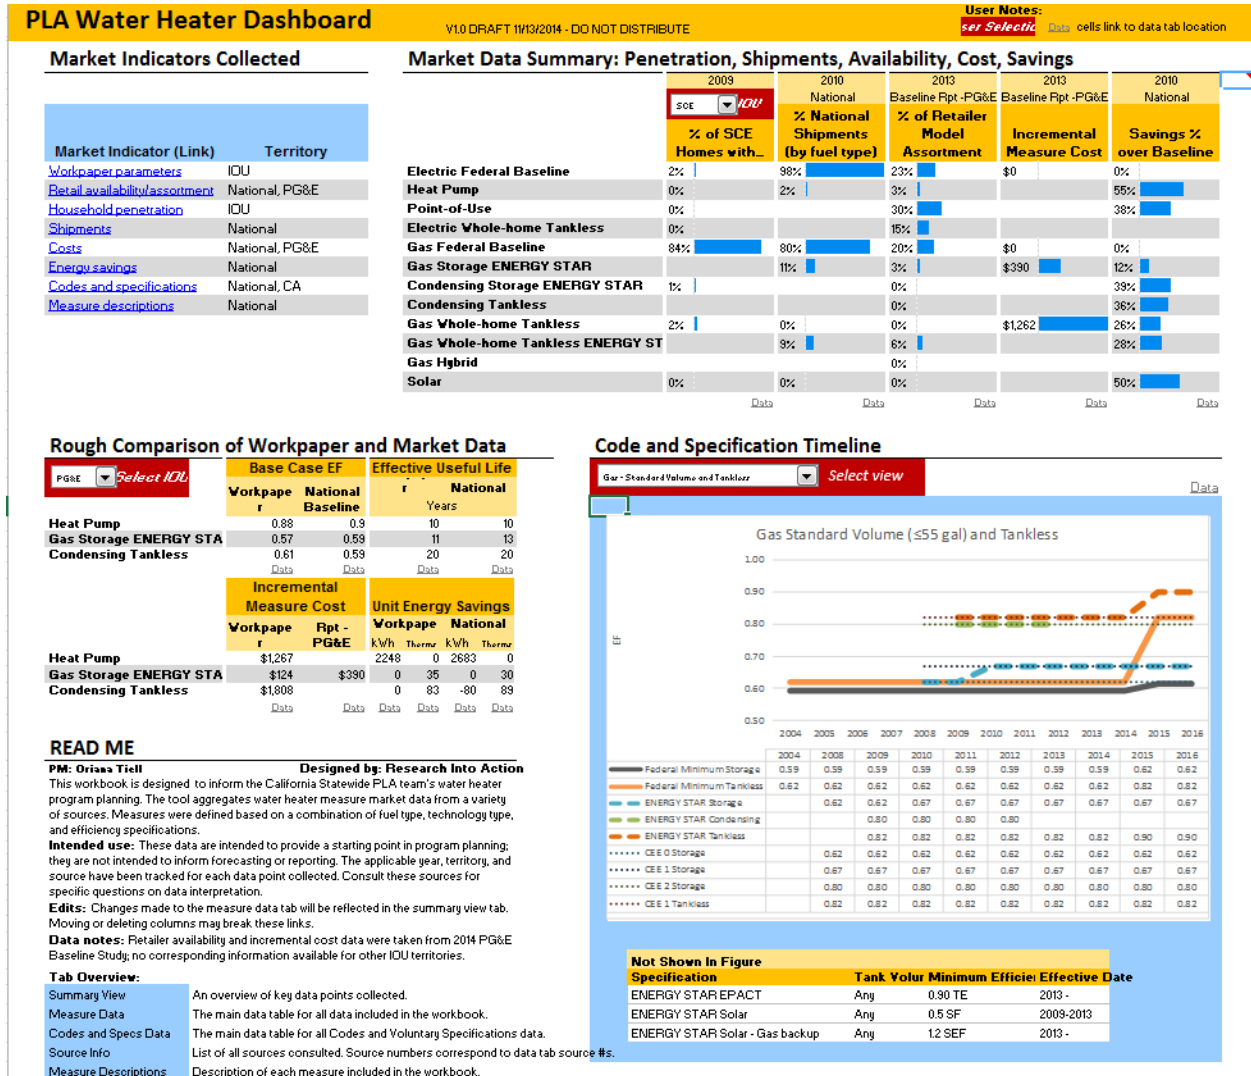 PLA Water Heater Dashboard
V1.0 DRAFT 11/13/2014 - DO NOT DISTRIBUTE
User Notes:
ser Selectic Data cells link to data tab location
Market Indicators Collected
Market Indicator (Link) Territory
Workpaper parameters IOU
Retail availability/assortment National, PG&E
Household penetration IOU
Shipments National
Costs National, PG&E
Energy savings National
Codes and specifications National, CA
Measure descriptions National
Market Data Summary: Penetration, Shipments, Availability, Cost, Savings
2009 2010 2013 2013 2010
SCE IOU National Baseline Rpt -PG&E Baseline Rpt -PG&E National
% of SCE Homes with... % National Shipments (by fuel type) % of Retailer Model Assortment Incremental Measure Cost Savings % over Baseline
Electric Federal Baseline 2% 98% 23% $0 0%
Heat Pump 0% 2% 3% 55%
Point-of-Use 0% 30% 38%
Electric Whole-home Tankless 0% 15%
Gas Federal Baseline 84% 80% 20% $0 0%
Gas Storage ENERGY STAR 11% 3% $390 12%
Condensing Storage ENERGY STAR 1% 0% 39%
Condensing Tankless 0% 36%
Gas Whole-home Tankless 2% 0% 0% $1,262 26%
Gas Whole-home Tankless ENERGY ST 9% 6% 28%
Gas Hybrid 0%
Solar 0% 0% 0% 50%
Data Data Data Data Data
Rough Comparison of Workpaper and Market Data
PG&E Select IOU
Base Case EF Effective Useful Life
Workpape r National Baseline r National
Years
Heat Pump 0.88 0.9 10 10
Gas Storage ENERGY STA 0.57 0.59 11 13
Condensing Tankless 0.61 0.59 20 20
Data Data Data Data
Incremental Measure Cost Unit Energy Savings
Workpape r Rpt - PG&E Workpape National
kWh Therms kWh Therms
Heat Pump $1,267 2248 0 2683 0
Gas Storage ENERGY STA $124 $390 0 35 0 30
Condensing Tankless $1,808 0 83 -80 89
Data Data Data Data Data Data
READ ME
PM: Oriana Tiell Designed by: Research Into Action
This workbook is designed to inform the California Statewide PLA team's water heater
program planning. The tool aggregates water heater measure market data from a variety
of sources. Measures were defined based on a combination of fuel type, technology type,
and efficiency specifications.
Intended use: These data are intended to provide a starting point in program planning;
they are not intended to inform forecasting or reporting. The applicable year, territory, and
source have been tracked for each data point collected. Consult these sources for
specific questions on data interpretation.
Edits: Changes made to the measure data tab will be reflected in the summary view tab.
Moving or deleting columns may break these links.
Data notes: Retailer availability and incremental cost data were taken from 2014 PG&E
Baseline Study; no corresponding information available for other IOU territories.
Tab Overview:
Summary View An overview of key data points collected.
Measure Data The main data table for all data included in the workbook.
Codes and Specs Data The main data table for all Codes and Voluntary Specifications data.
Source Info List of all sources consulted. Source numbers correspond to data tab source #s.
Measure Descriptions Description of each measure included in the workbook.
Code and Specification Timeline
Gas - Standard Volume and Tankless Select view
Data
Gas Standard Volume (≤55 gal) and Tankless
1.00
0.90
0.80
0.70
0.60
0.50
EF
2004 2005 2006 2007 2008 2009 2010 2011 2012 2013 2014 2015 2016
2004 2008 2009 2010 2011 2012 2013 2014 2015 2016
Federal Minimum Storage 0.59 0.59 0.59 0.59 0.59 0.59 0.59 0.59 0.62 0.62
Federal Minimum Tankless 0.62 0.62 0.62 0.62 0.62 0.62 0.62 0.62 0.82 0.82
ENERGY STAR Storage 0.62 0.62 0.67 0.67 0.67 0.67 0.67 0.67 0.67
ENERGY STAR Condensing 0.80 0.80 0.80 0.80
ENERGY STAR Tankless 0.82 0.82 0.82 0.82 0.82 0.82 0.90 0.90
CEE 0 Storage 0.62 0.62 0.62 0.62 0.62 0.62 0.62 0.62 0.62
CEE 1 Storage 0.67 0.67 0.67 0.67 0.67 0.67 0.67 0.67 0.67
CEE 2 Storage 0.80 0.80 0.80 0.80 0.80 0.80 0.80 0.80 0.80
CEE 1 Tankless 0.82 0.82 0.82 0.82 0.82 0.82 0.82 0.82 0.82
Not Shown In Figure
Specification Tank Volur Minimum Efficie Effective Date
ENERGY STAR EPACT Any 0.90 TE 2013 -
ENERGY STAR Solar Any 0.5 SF 2009-2013
ENERGY STAR Solar - Gas backup Any 1.2 SEF 2013 -